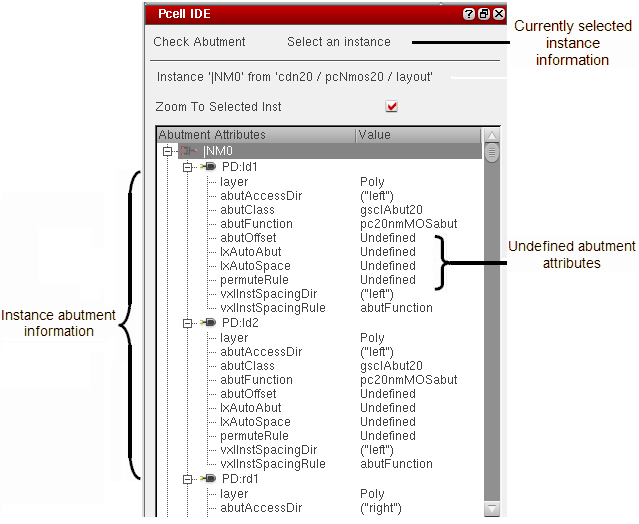 Pcell IDE
Check Abutment Select an instance
Currently selected
instance
information
Instance '|NM0' from 'cdn20 / pcNmos20 / layout'
Zoom To Selected Inst
Abutment Attributes Value
|NM0
PD:ld1
layer Poly
abutAccessDir ("left")
abutClass gsclAbut20
abutFunction pc20nmMOSabut
abutOffset Undefined
lxAutoAbut Undefined
lxAutoSpace Undefined
permuteRule Undefined
vxlInstSpacingDir ("left")
vxlInstSpacingRule abutFunction
Undefined abutment
attributes
Instance abutment
information
PD:ld2
layer Poly
abutAccessDir ("left")
abutClass gsclAbut20
abutFunction pc20nmMOSabut
abutOffset Undefined
lxAutoAbut Undefined
lxAutoSpace Undefined
permuteRule Undefined
vxlInstSpacingDir ("left")
vxlInstSpacingRule abutFunction
PD:rd1
layer Poly
abutAccessDir ("right")